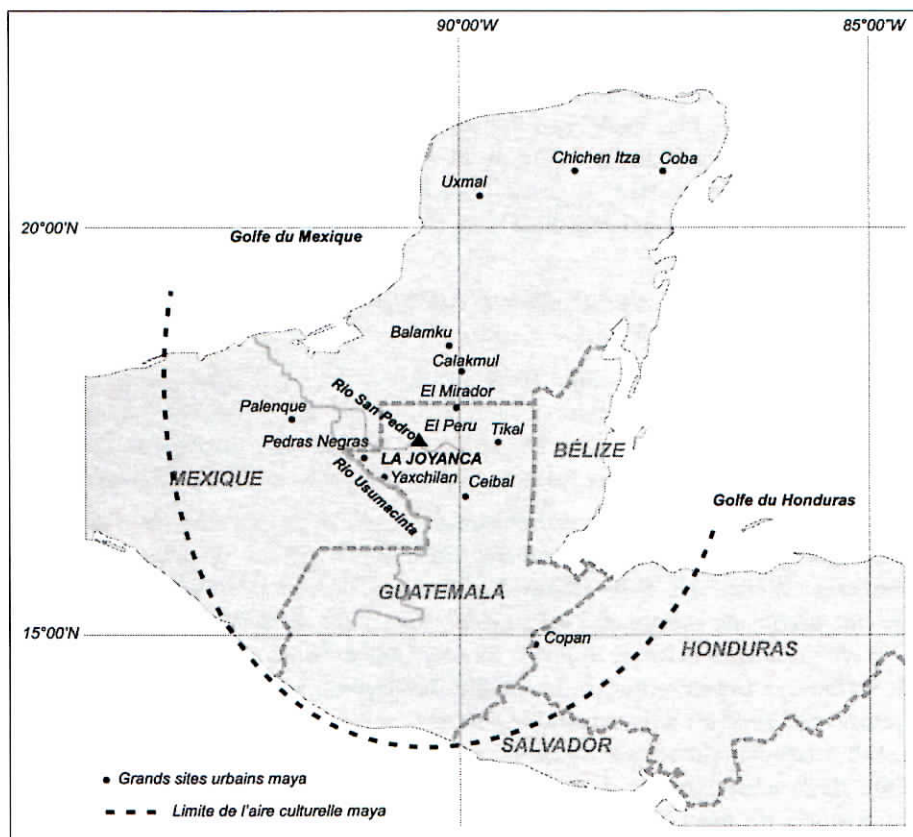 90°00'W
85°00'W
Chichen Itza
Coba
Uxmal
20°00'N
Golfe du Mexique
Balamku
Calakmul
El Mirador
Rio San Pedro
Palenque
El Peru
Tikal
Pedras Negras
LA JOYANCA
BÉLIZE
MEXIQUE
Yaxchilan
Ceibal
Rio Usumacinta
Golfe du Honduras
GUATEMALA
15°00'N
Copan
HONDURAS
SALVADOR
Grands sites urbains maya
Limite de l'aire culturelle maya